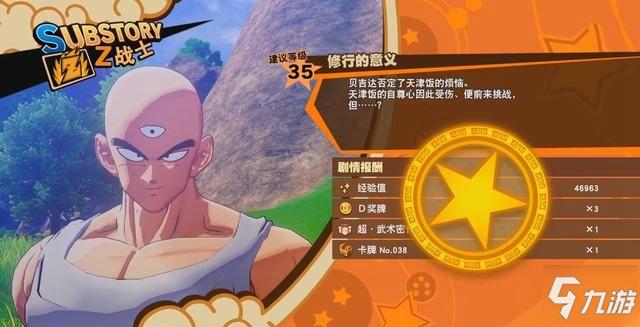 SUBSTORY
Z
Z战士
建议等级
35
修行的意义
贝吉达否定了天津饭的烦恼。
天津饭的自尊心因此受伤、便前来挑战，
但……？
剧情报酬
经验值 46963
D奖牌 ×3
超·武术密 ×1
卡牌 No.038 ×1
九游